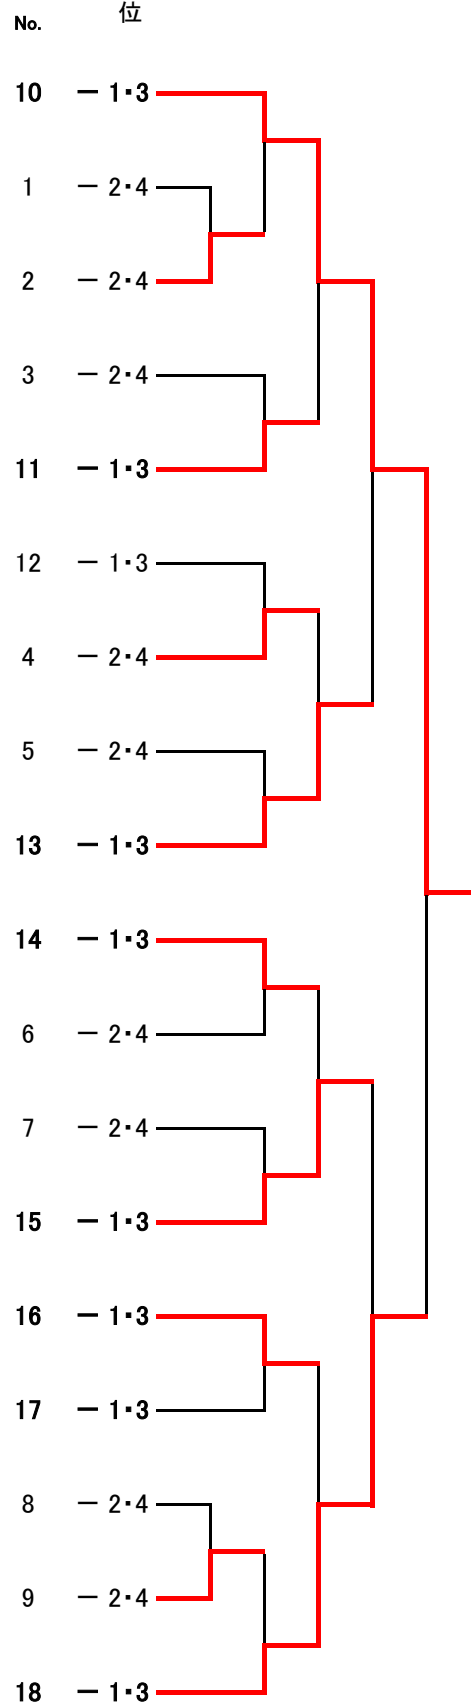 No. 位
10 ー 1・3
1 ー 2・4
2 ー 2・4
3 ー 2・4
11 ー 1・3
12 ー 1・3
4 ー 2・4
5 ー 2・4
13 ー 1・3
14 ー 1・3
6 ー 2・4
7 ー 2・4
15 ー 1・3
16 ー 1・3
17 ー 1・3
8 ー 2・4
9 ー 2・4
18 ー 1・3